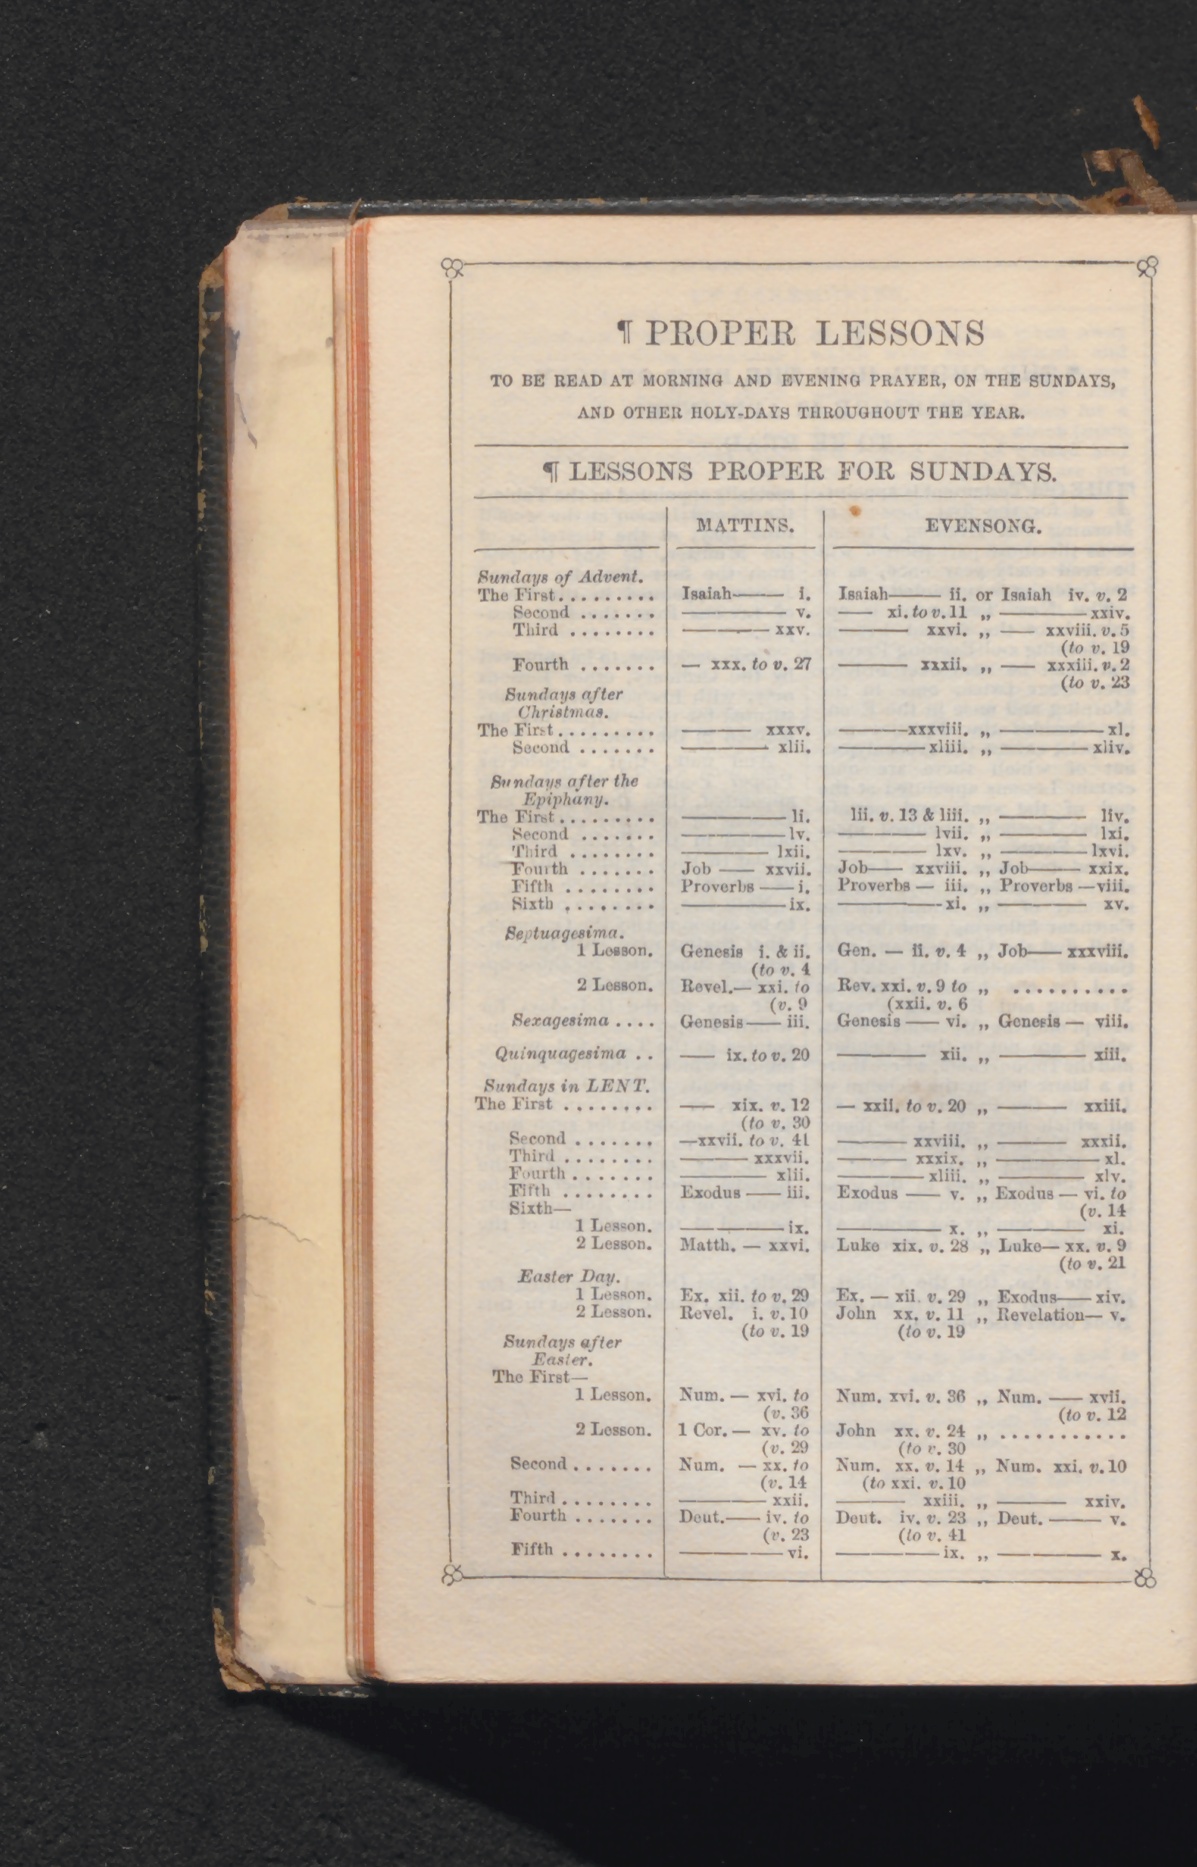 ¶ PROPER LESSONS
TO BE READ AT MORNING AND EVENING PRAYER, ON THE SUNDAYS,
AND OTHER HOLY-DAYS THROUGHOUT THE YEAR.
¶ LESSONS PROPER FOR SUNDAYS.
MATTINS. EVENSONG.
Sundays of Advent.
The First......... Isaiah—— i. Isaiah—— ii. or Isaiah iv. v. 2
Second ....... ———— v. —— xi. to v. 11 „ ———— xxiv.
Third ........ ———— xxv. ——— xxvi. „ —— xxviii. v. 5
(to v. 19
Fourth ....... — xxx. to v. 27 ——— xxxii. „ —— xxxiii. v. 2
(to v. 23
Sundays after
Christmas.
The First......... ——— xxxv. ———xxxviii. „ ————xl.
Second ....... ———— xlii. ————xliii. „ ————xliv.
Sundays after the
Epiphany.
The First......... ———— li. lii. v. 13 & liii. „ ——— liv.
Second ....... ———— lv. ———— lvii. „ ———— lxi.
Third ........ ———— lxii. ———— lxv. „ ———— lxvi.
Fourth ....... Job —— xxvii. Job—— xxviii. „ Job—— xxix.
Fifth ........ Proverbs —— i. Proverbs — iii. „ Proverbs —viii.
Sixth ........ ————ix. ————xi. „ ———— xv.
Septuagesima.
1 Lesson. Genesis i. & ii. Gen. — ii. v. 4 „ Job—— xxxviii.
(to v. 4
2 Lesson. Revel.— xxi. to Rev. xxi. v. 9 to „ ..........
(v. 9 (xxii. v. 6
Sexagesima .... Genesis—— iii. Genesis —— vi. „ Genesis — viii.
Quinquagesima .. —— ix. to v. 20 ———— xii. „ ———— xiii.
Sundays in LENT.
The First ........ —— xix. v. 12 — xxii. to v. 20 „ ——— xxiii.
(to v. 30
Second ....... —xxvii. to v. 41 ——— xxviii. „ ——— xxxii.
Third ........ ——— xxxvii. ——— xxxix. „ ————xl.
Fourth ....... ———— xlii. ———— xliii. „ ———— xlv.
Fifth ........ Exodus —— iii. Exodus —— v. „ Exodus — vi. to
(v. 14
Sixth—
1 Lesson. ————ix. ———— x. „ ———— xi.
2 Lesson. Matth. — xxvi. Luke xix. v. 28 „ Luke— xx. v. 9
(to v. 21
Easter Day.
1 Lesson. Ex. xii. to v. 29 Ex. — xii. v. 29 „ Exodus—— xiv.
2 Lesson. Revel. i. v. 10 John xx. v. 11 „ Revelation— v.
(to v. 19 (to v. 19
Sundays after
Easter.
The First—
1 Lesson. Num. — xvi. to Num. xvi. v. 36 „ Num. —— xvii.
(v. 36 (to v. 12
2 Lesson. 1 Cor. — xv. to John xx. v. 24 „ ...........
(v. 29 (to v. 30
Second ....... Num. — xx. to Num. xx. v. 14 „ Num. xxi. v. 10
(v. 14 (to xxi. v. 10
Third ........ ———— xxii. ——— xxiii. „ ——— xxiv.
Fourth ....... Deut.—— iv. to Deut. iv. v. 23 „ Deut. —— v.
(v. 23 (to v. 41
Fifth ........ ————vi. ————ix. „ ———— x.